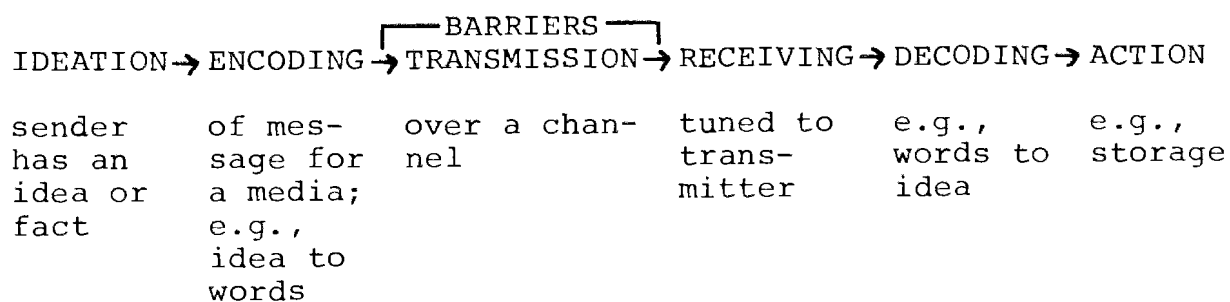 BARRIERS
IDEATION→ENCODING→TRANSMISSION→RECEIVING→DECODING→ACTION
sender of mes- over a chan- tuned to e.g., e.g.,
has an sage for nel trans- words to storage
idea or a media; mitter idea
fact e.g.,
idea to
words